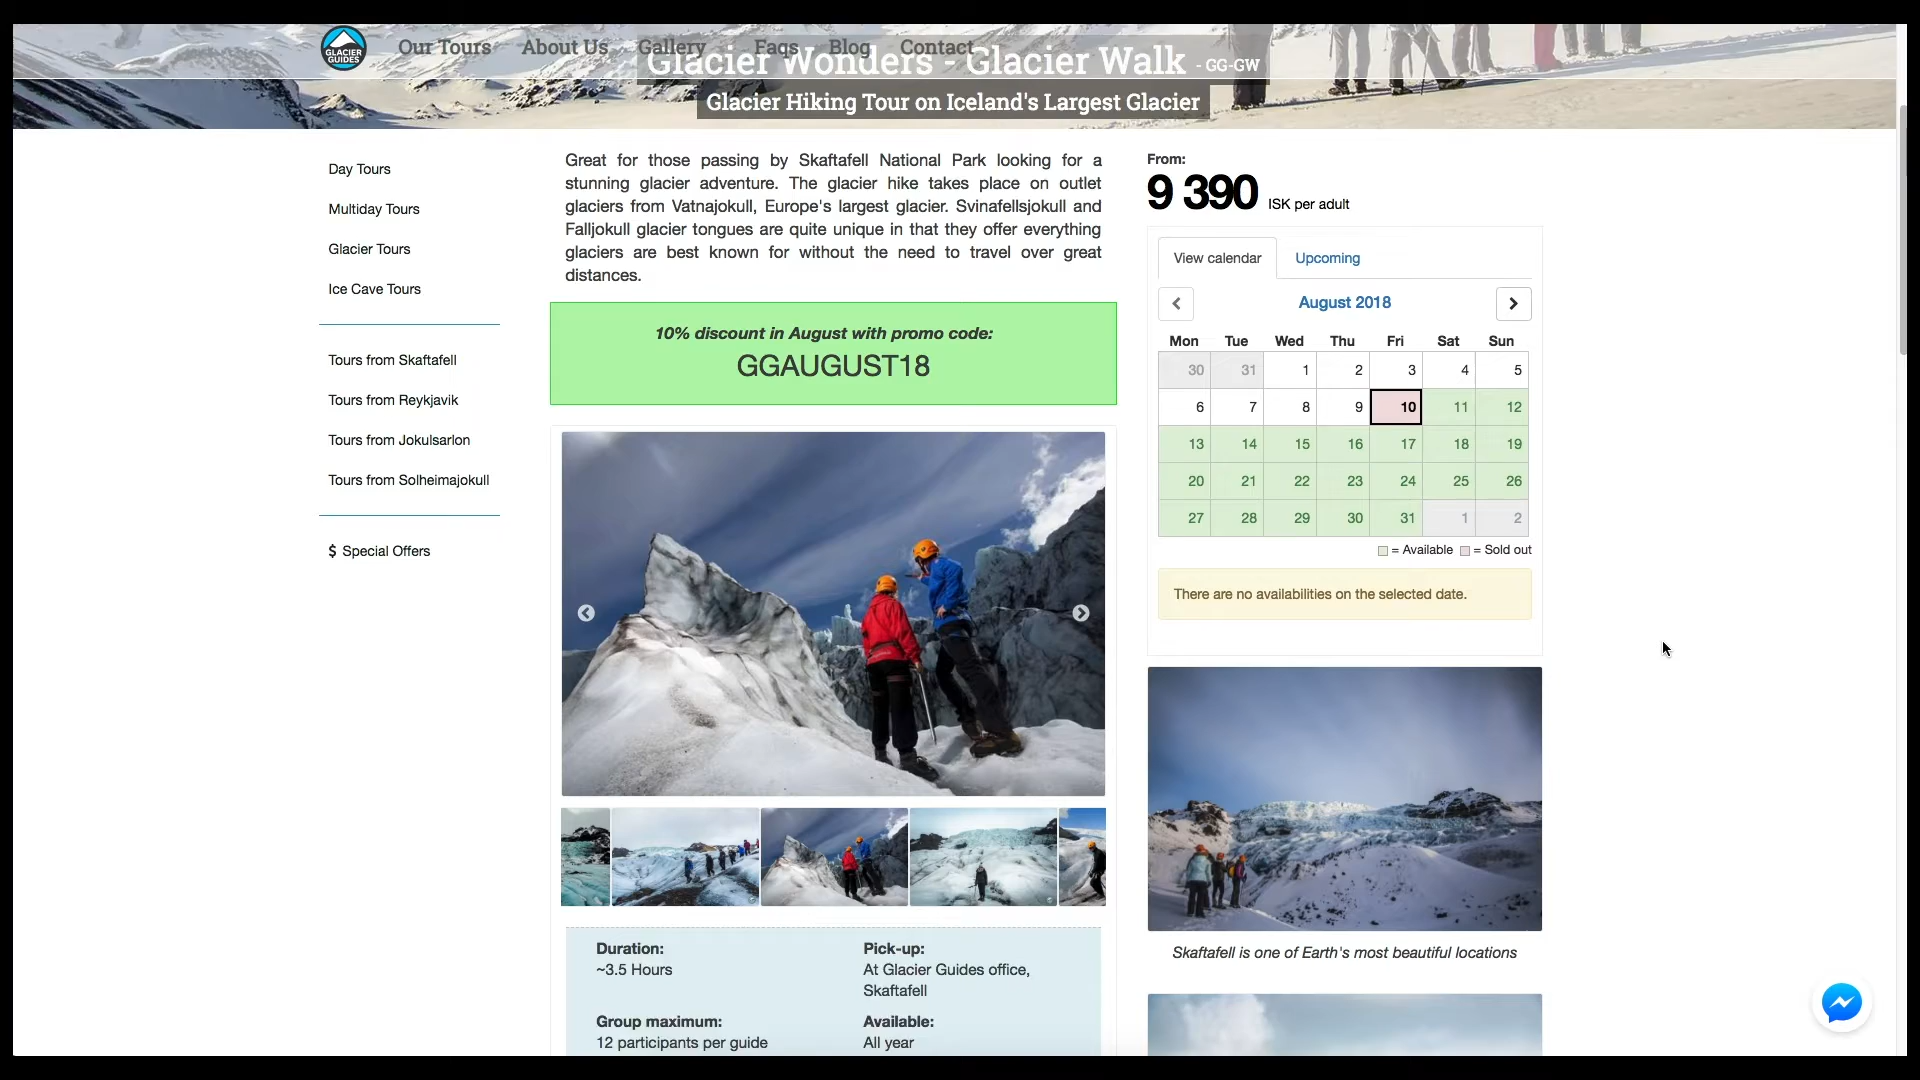 GLACIER
GUIDES
Our Tours
About Us
Gallery
Faqs
Blog
Contact
Glacier Wonders - Glacier Walk - GG-GW
Glacier Hiking Tour on Iceland's Largest Glacier
Day Tours
Multiday Tours
Glacier Tours
Ice Cave Tours
Tours from Skaftafell
Tours from Reykjavik
Tours from Jokulsarlon
Tours from Solheimajokull
$ Special Offers
Great for those passing by Skaftafell National Park looking for a
stunning glacier adventure. The glacier hike takes place on outlet
glaciers from Vatnajokull, Europe's largest glacier. Svinafellsjokull and
Falljokull glacier tongues are quite unique in that they offer everything
glaciers are best known for without the need to travel over great
distances.
10% discount in August with promo code:
GGAUGUST18
Duration:
~3.5 Hours
Pick-up:
At Glacier Guides office,
Skaftafell
Group maximum:
12 participants per guide
Available:
All year
From:
9 390 ISK per adult
View calendar
Upcoming
August 2018
Mon Tue Wed Thu Fri Sat Sun
30 31 1 2 3 4 5
6 7 8 9 10 11 12
13 14 15 16 17 18 19
20 21 22 23 24 25 26
27 28 29 30 31 1 2
= Available = Sold out
There are no availabilities on the selected date.
Skaftafell is one of Earth's most beautiful locations